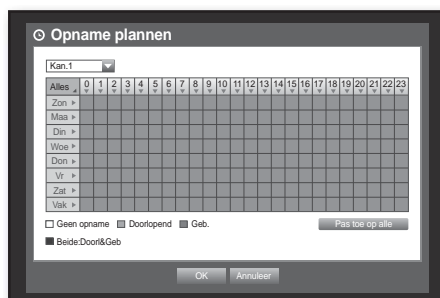 Opname plannen
Kan.1
Alles 0 1 2 3 4 5 6 7 8 9 10 11 12 13 14 15 16 17 18 19 20 21 22 23
Zon
Maa
Din
Woe
Don
Vr
Zat
Vak
Geen opname Doorlopend Geb. Pas toe op alle
Beide:Doorl&Geb
OK Annuleer